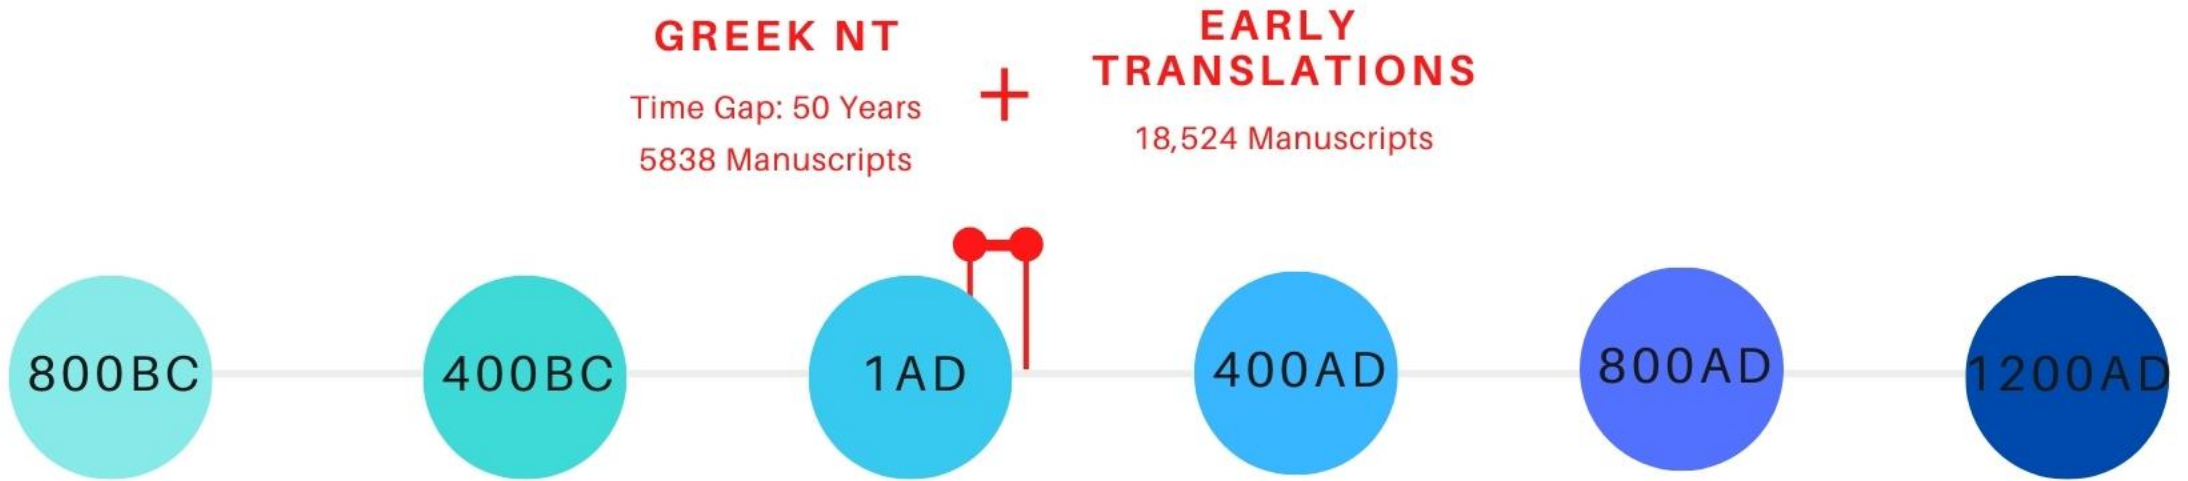 GREEK NT
Time Gap: 50 Years
5838 Manuscripts
+
EARLY
TRANSLATIONS
18,524 Manuscripts
800BC
400BC
1AD
400AD
800AD
1200AD